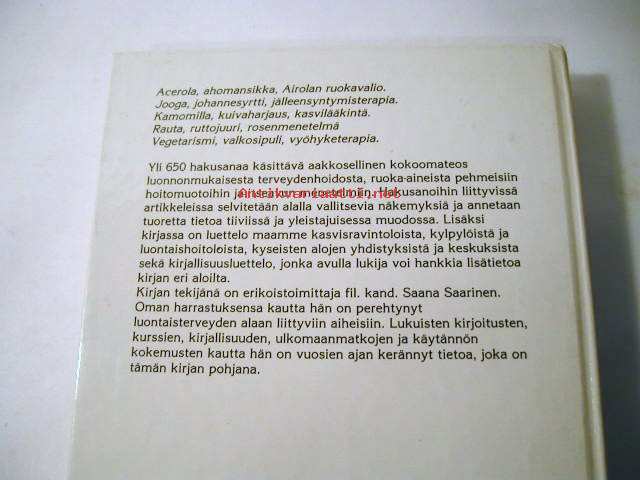 Acerola, ahomansikka, Airolan ruokavalio.
Jooga, johannesyrtti, jälleensyntymisterapia.
Kamomilla, kuivaharjaus, kasvilääkintä.
Rauta, ruttojuuri, rosenmenetelmä
Vegetarismi, valkosipuli, vyöhyketerapia.
Yli 650 hakusanaa käsittävä aakkosellinen kokoomateos
luonnonmukaisesta terveydenhoidosta, ruoka-aineista pehmeisiin
hoitomuotoihin ja itseavun menetelmiin. Hakusanoihin liittyvissä
artikkeleissa selvitetään alalla vallitsevia näkemyksiä ja annetaan
tuoretta tietoa tiiviissä ja yleistajuisessa muodossa. Lisäksi
kirjassa on luettelo maamme kasvisravintoloista, kylpylöistä ja
luontaishoitoloista, kyseisten alojen yhdistyksistä ja keskuksista
sekä kirjallisuusluettelo, jonka avulla lukija voi hankkia lisätietoa
kirjan eri aloilta.
Kirjan tekijänä on erikoistoimittaja fil. kand. Saana Saarinen.
Oman harrastuksensa kautta hän on perehtynyt
luontaisterveyden alaan liittyviin aiheisiin. Lukuisten kirjoitusten,
kurssien, kirjallisuuden, ulkomaanmatkojen ja käytännön
kokemusten kautta hän on vuosien ajan kerännyt tietoa, joka on
tämän kirjan pohjana.